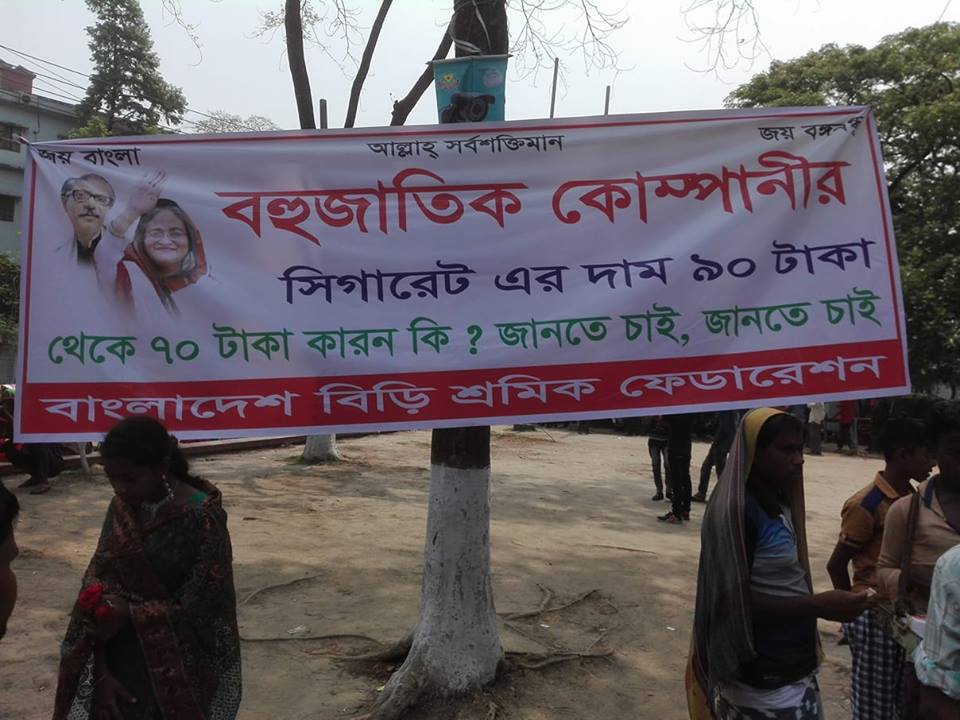 জয় বাংলা আল্লাহ্ সর্বশক্তিমান জয় বঙ্গবন্ধু
বহুজাতিক কোম্পানীর
সিগারেট এর দাম ৯০ টাকা
থেকে ৭০ টাকা কারন কি ? জানতে চাই, জানতে চাই
বাংলাদেশ বিড়ি শ্রমিক ফেডারেশন